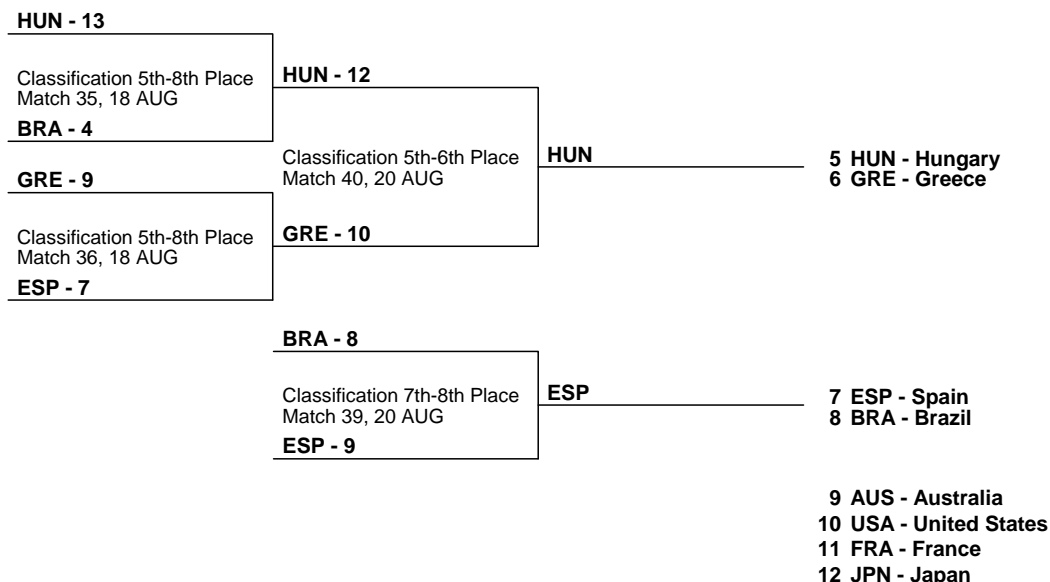 HUN - 13
Classification 5th-8th Place
Match 35, 18 AUG
BRA - 4
GRE - 9
Classification 5th-8th Place
Match 36, 18 AUG
ESP - 7
HUN - 12
Classification 5th-6th Place
Match 40, 20 AUG
GRE - 10
HUN
5 HUN - Hungary
6 GRE - Greece
BRA - 8
Classification 7th-8th Place
Match 39, 20 AUG
ESP - 9
ESP
7 ESP - Spain
8 BRA - Brazil
9 AUS - Australia
10 USA - United States
11 FRA - France
12 JPN - Japan